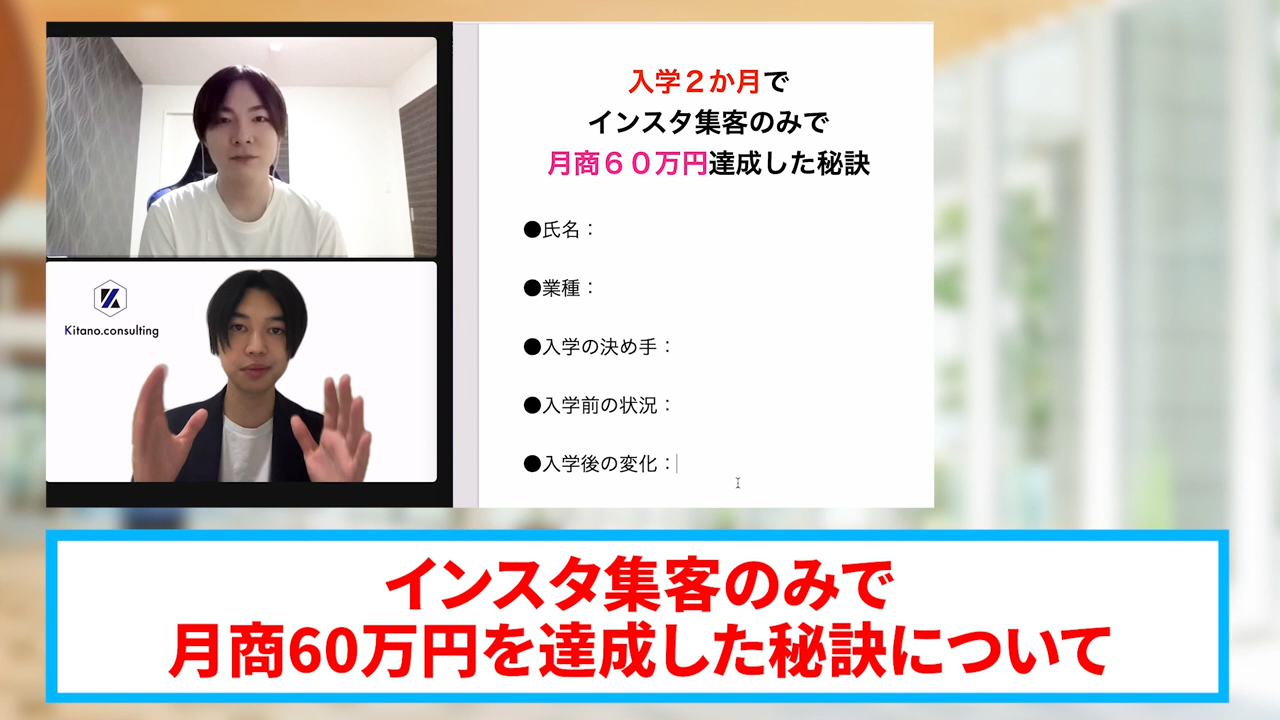 入学２か月で
インスタ集客のみで
月商６０万円達成した秘訣
●氏名：
●業種：
●入学の決め手：
●入学前の状況：
●入学後の変化：
Kitano.consulting
インスタ集客のみで
月商60万円を達成した秘訣について